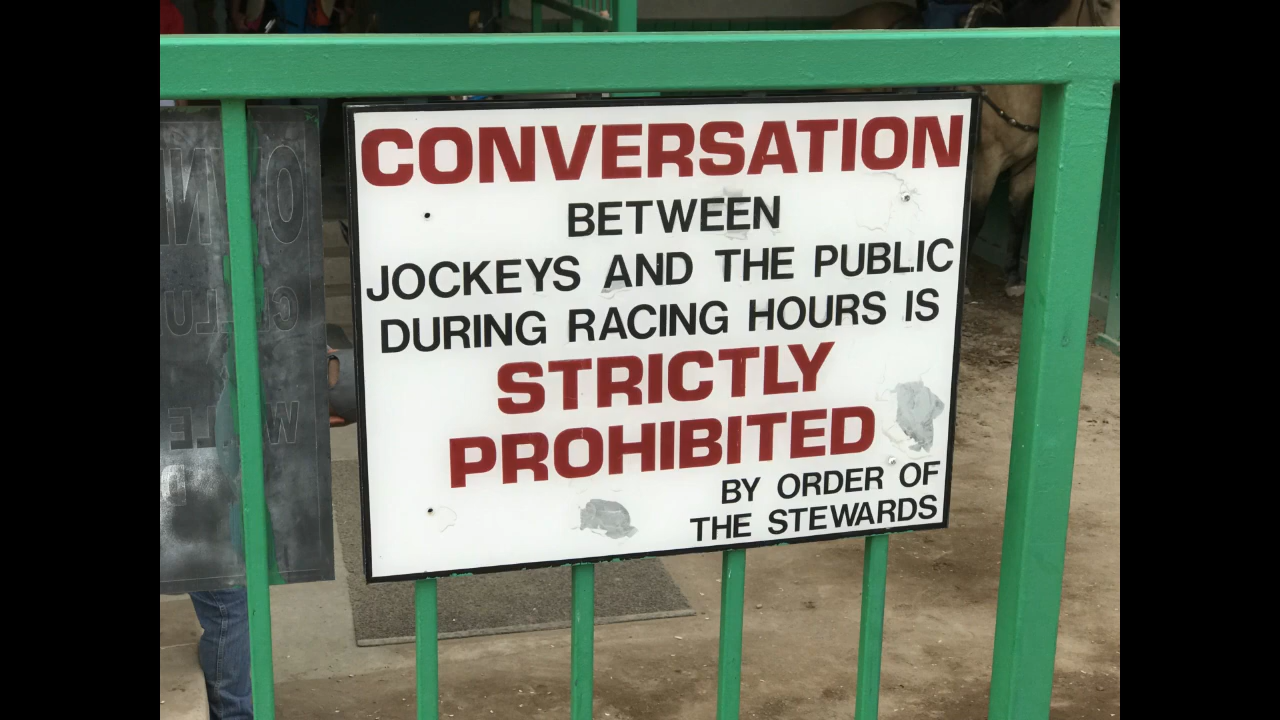 CONVERSATION
BETWEEN
JOCKEYS AND THE PUBLIC
DURING RACING HOURS IS
STRICTLY
PROHIBITED
BY ORDER OF
THE STEWARDS